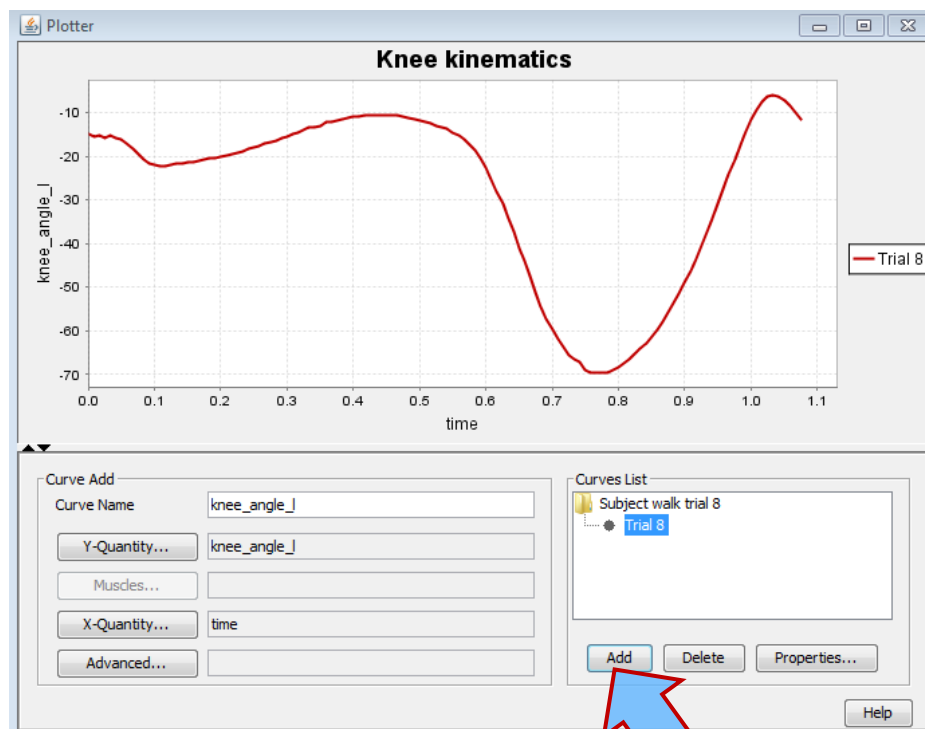 Plotter
Knee kinematics
-10
-20
-30
-40
-50
-60
-70
knee_angle_l
0.0 0.1 0.2 0.3 0.4 0.5 0.6 0.7 0.8 0.9 1.0 1.1
time
Trial 8
Curve Add
Curve Name knee_angle_l
Y-Quantity... knee_angle_l
Muscles...
X-Quantity... time
Advanced...
Curves List
Subject walk trial 8
Trial 8
Add Delete Properties...
Help